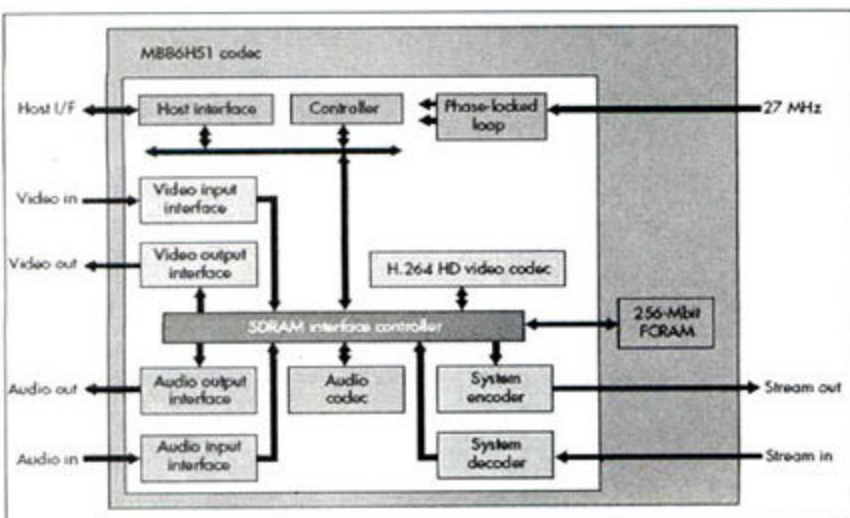 MB86H51 codec
Host I/F
Host interface
Controller
Phase-locked
loop
27 MHz
Video in
Video input
interface
Video out
Video output
interface
H.264 HD video codec
SDRAM interface controller
256-Mbit
FCRAM
Audio out
Audio output
interface
Audio
codec
System
encoder
Stream out
Audio in
Audio input
interface
System
decoder
Stream in